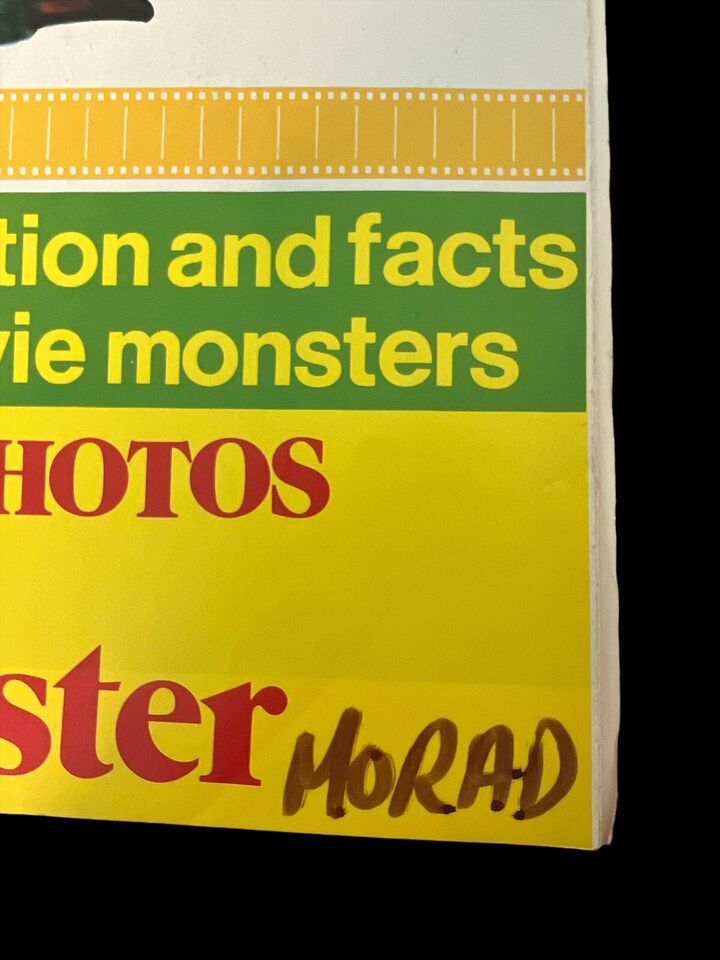 tion and facts
vie monsters
HOTOS
ster
MORAD